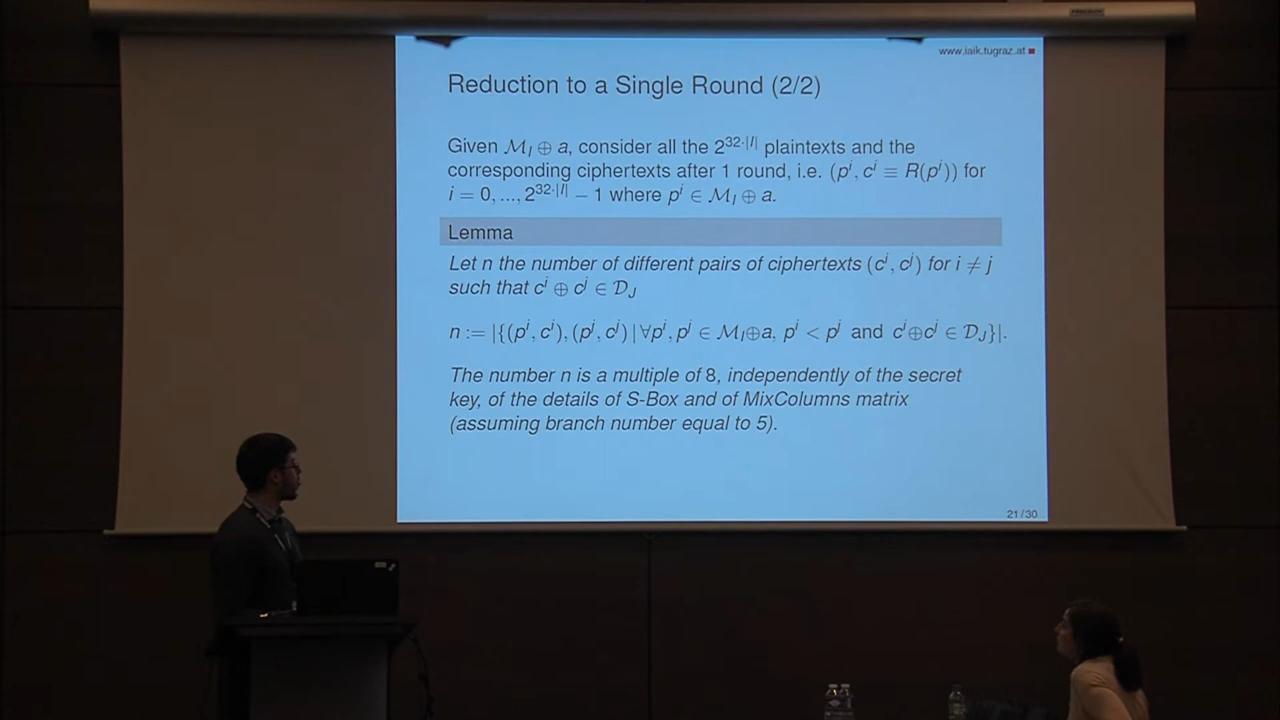 www.iaik.tugraz.at
Reduction to a Single Round (2/2)
Given 𝓜_I ⊕ a, consider all the 2^{32·|I|} plaintexts and the
corresponding ciphertexts after 1 round, i.e. (p^i, c^i ≡ R(p^i)) for
i = 0, ..., 2^{32·|I|} − 1 where p^i ∈ 𝓜_I ⊕ a.
Lemma
Let n the number of different pairs of ciphertexts (c^i, c^j) for i ≠ j
such that c^i ⊕ c^j ∈ 𝓓_J
n := |{(p^i, c^i), (p^j, c^j) | ∀p^i, p^j ∈ 𝓜_I⊕a, p^i < p^j and c^i⊕c^j ∈ 𝓓_J}|.
The number n is a multiple of 8, independently of the secret
key, of the details of S-Box and of MixColumns matrix
(assuming branch number equal to 5).
21/30